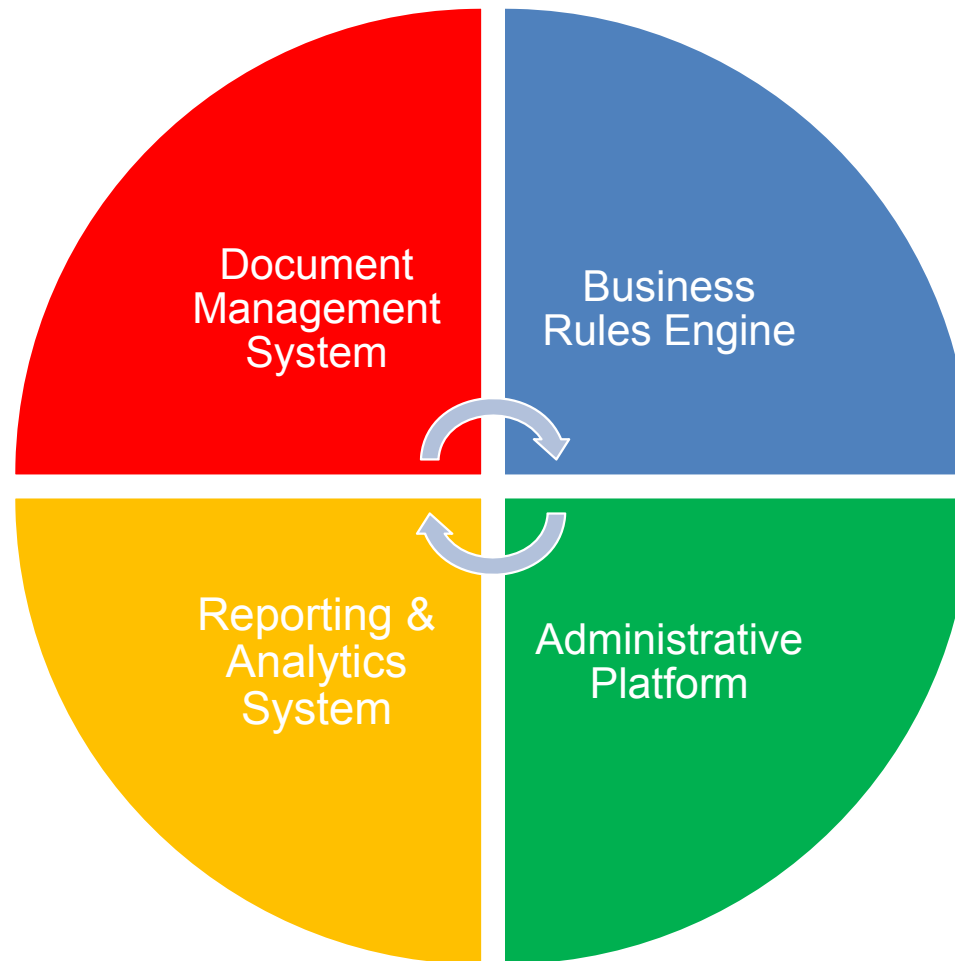 Document
Management
System
Business
Rules Engine
Reporting &
Analytics
System
Administrative
Platform